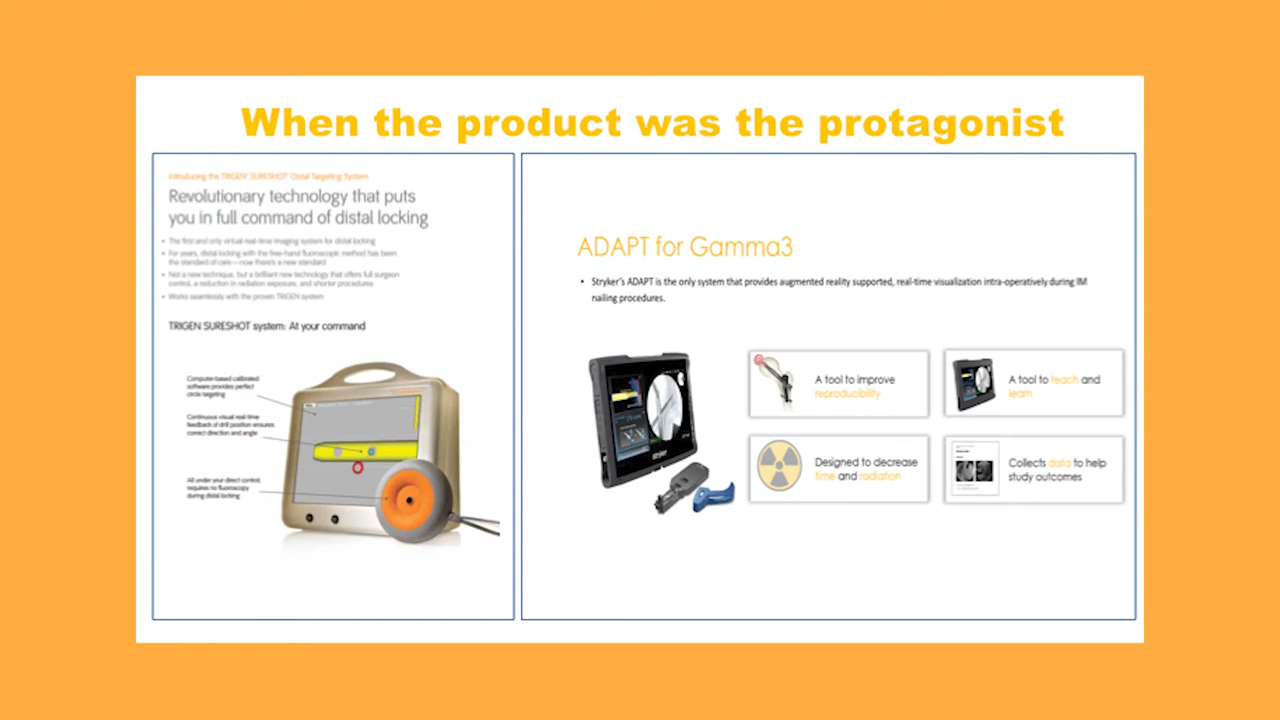 When the product was the protagonist
Introducing the TRIGEN® SURESHOT® Distal Targeting System
Revolutionary technology that puts
you in full command of distal locking
• The first and only virtual real-time imaging system for distal locking
• For years, distal locking with the free-hand fluoroscopic method has been
the standard of care—now there's a new standard
• Not a new technique, but a brilliant new technology that offers full surgeon
control, a reduction in radiation exposure, and shorter procedures
• Works seamlessly with the proven TRIGEN system
TRIGEN SURESHOT system: At your command
Computer-based calibrated
software provides perfect
circle targeting
Continuous visual real-time
feedback of drill position ensures
correct direction and angle
All under your direct control;
requires no fluoroscopy
during distal locking
ADAPT for Gamma3
• Stryker's ADAPT is the only system that provides augmented reality supported, real-time visualization intra-operatively during IM
nailing procedures.
stryker
A tool to improve
reproducibility
A tool to teach and
learn
Designed to decrease
time and radiation
Collects data to help
study outcomes